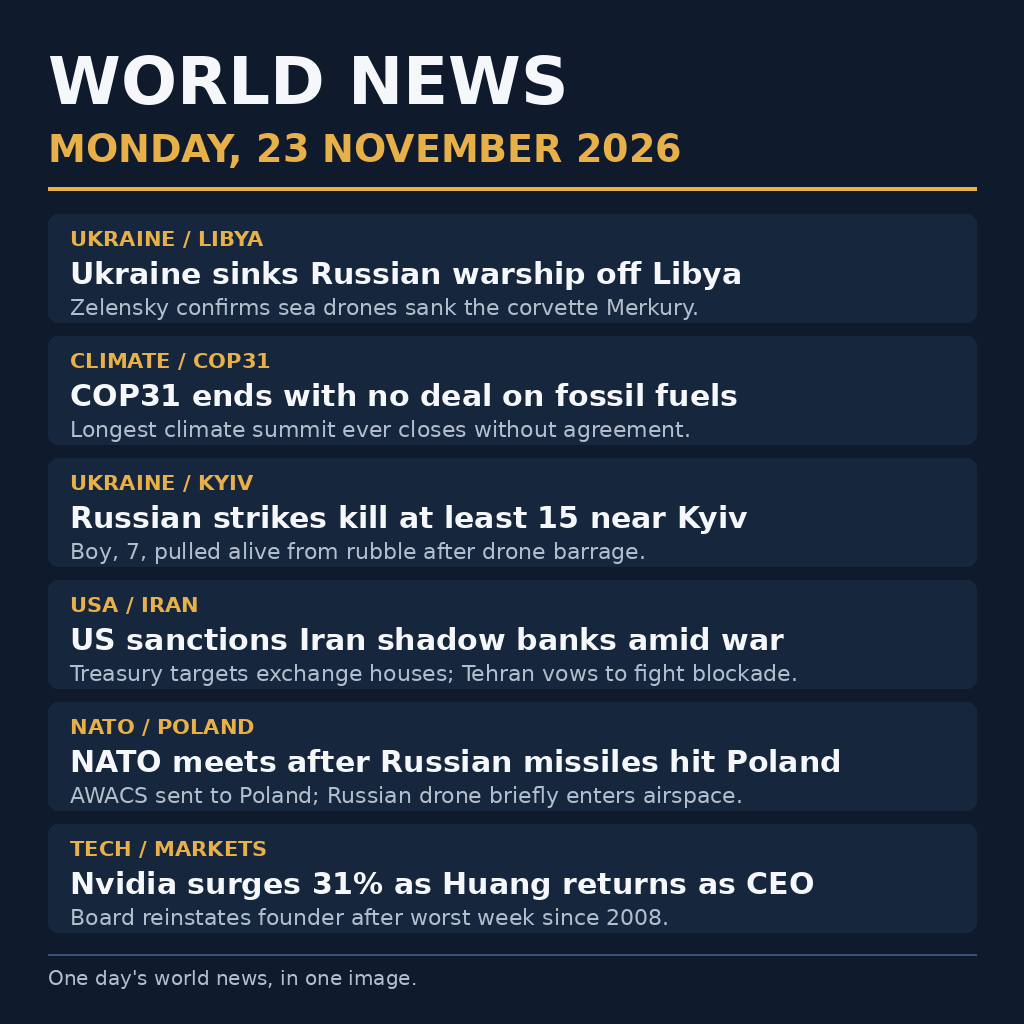 WORLD NEWS
MONDAY, 23 NOVEMBER 2026
UKRAINE / LIBYA
Ukraine sinks Russian warship off Libya
Zelensky confirms sea drones sank the corvette Merkury.
CLIMATE / COP31
COP31 ends with no deal on fossil fuels
Longest climate summit ever closes without agreement.
UKRAINE / KYIV
Russian strikes kill at least 15 near Kyiv
Boy, 7, pulled alive from rubble after drone barrage.
USA / IRAN
US sanctions Iran shadow banks amid war
Treasury targets exchange houses; Tehran vows to fight blockade.
NATO / POLAND
NATO meets after Russian missiles hit Poland
AWACS sent to Poland; Russian drone briefly enters airspace.
TECH / MARKETS
Nvidia surges 31% as Huang returns as CEO
Board reinstates founder after worst week since 2008.
One day's world news, in one image.